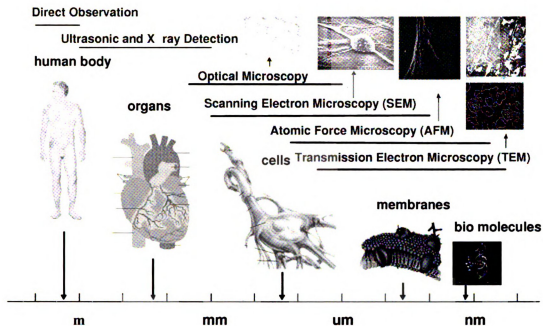 Direct Observation
Ultrasonic and X ray Detection
human body
Optical Microscopy
organs
Scanning Electron Microscopy (SEM)
Atomic Force Microscopy (AFM)
cells
Transmission Electron Microscopy (TEM)
membranes
bio molecules
m
mm
um
nm